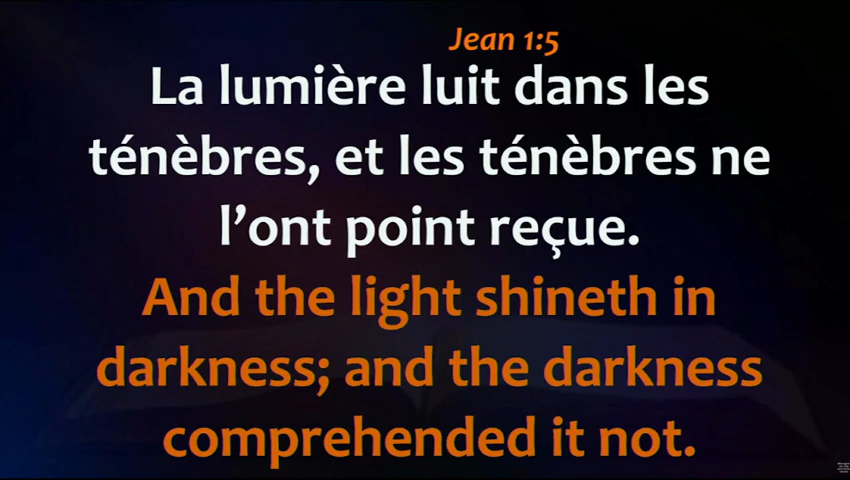 Jean 1:5
La lumière luit dans les
ténèbres, et les ténèbres ne
l’ont point reçue.
And the light shineth in
darkness; and the darkness
comprehended it not.